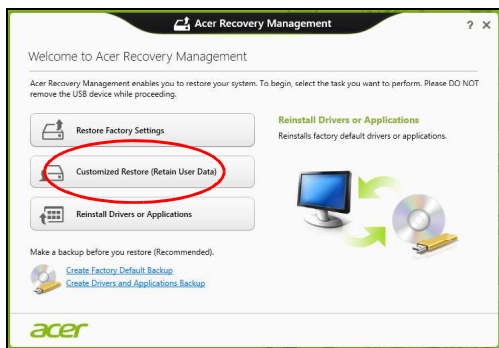 Acer Recovery Management
? X
Welcome to Acer Recovery Management
Acer Recovery Management enables you to restore your system. To begin, select the task you want to perform. Please DO NOT
remove the USB device while proceeding.
Restore Factory Settings
Customized Restore (Retain User Data)
Reinstall Drivers or Applications
Reinstall Drivers or Applications
Reinstalls factory default drivers or applications.
Make a backup before you restore (Recommended).
Create Factory Default Backup
Create Drivers and Applications Backup
acer